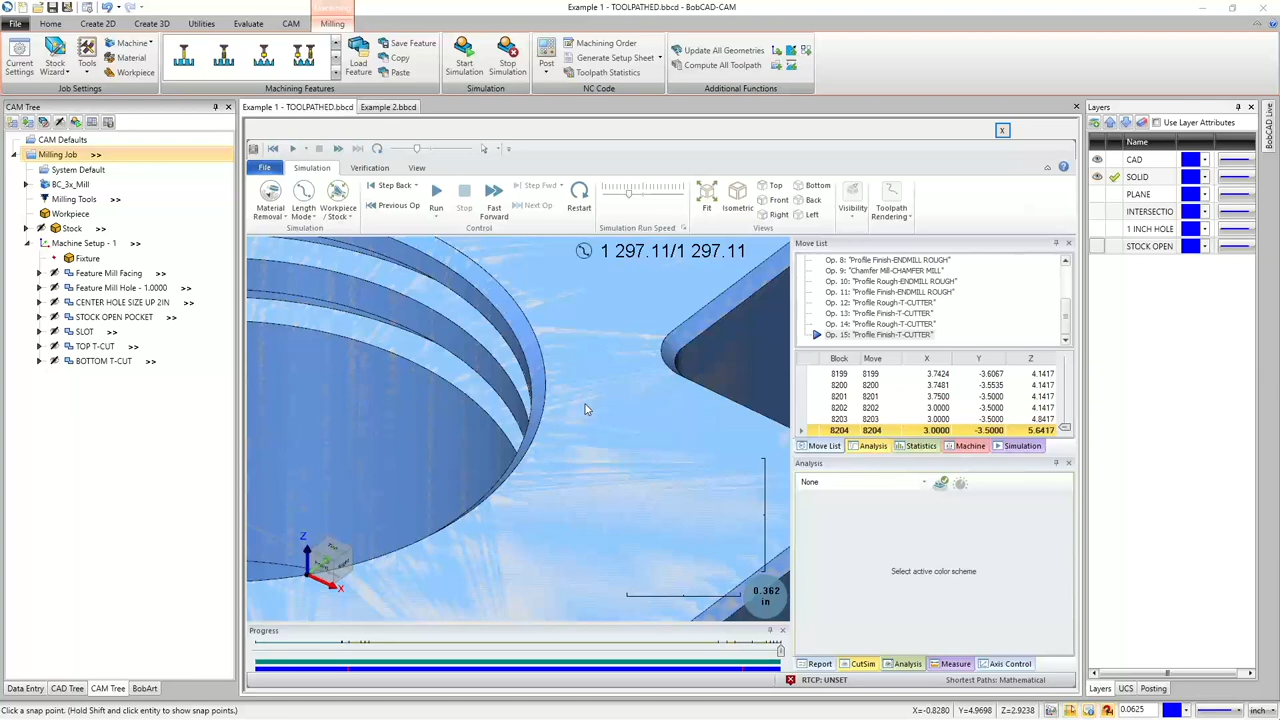 Example 1 - TOOLPATHED.bbcd - BobCAD-CAM
File Home Create 2D Create 3D Utilities Evaluate CAM Milling
Current Settings
Stock Wizard
Tools
Machine
Material
Workpiece
Job Settings
Load Feature
Save Feature
Copy
Paste
Machining Features
Start Simulation
Stop Simulation
Simulation
Post
Machining Order
Generate Setup Sheet
Toolpath Statistics
NC Code
Update All Geometries
Compute All Toolpath
Additional Functions
CAM Tree
CAM Defaults
Milling Job >>
System Default
BC_3x_Mill
Milling Tools >>
Workpiece
Stock >>
Machine Setup - 1 >>
Fixture
Feature Mill Facing >>
Feature Mill Hole - 1.0000 >>
CENTER HOLE SIZE UP 2IN >>
STOCK OPEN POCKET >>
SLOT >>
TOP T-CUT >>
BOTTOM T-CUT >>
Data Entry CAD Tree CAM Tree BobArt
Example 1 - TOOLPATHED.bbcd Example 2.bbcd
x
File Simulation Verification View
Material Removal
Length Mode
Workpiece / Stock
Simulation
Step Back
Previous Op
Run
Stop
Fast Forward
Step Fwd
Next Op
Restart
Control
Simulation Run Speed
Fit
Isometric
Top
Front
Right
Bottom
Back
Left
Views
Visibility
Toolpath Rendering
1 297.11/1 297.11
Z
X
0.362
in
Move List
Op. 8: "Profile Finish-ENDMILL ROUGH"
Op. 9: "Chamfer Mill-CHAMFER MILL"
Op. 10: "Profile Rough-ENDMILL ROUGH"
Op. 11: "Profile Finish-ENDMILL ROUGH"
Op. 12: "Profile Rough-T-CUTTER"
Op. 13: "Profile Finish-T-CUTTER"
Op. 14: "Profile Rough-T-CUTTER"
Op. 15: "Profile Finish-T-CUTTER"
Block Move X Y Z
8199 8199 3.7424 -3.6067 4.1417
8200 8200 3.7481 -3.5535 4.1417
8201 8201 3.7500 -3.5000 4.1417
8202 8202 3.0000 -3.5000 4.1417
8203 8203 3.0000 -3.5000 4.8417
8204 8204 3.0000 -3.5000 5.6417
Move List Analysis Statistics Machine Simulation
Analysis
None
Select active color scheme
Report CutSim Analysis Measure Axis Control
Progress
RTCP: UNSET Shortest Paths: Mathematical
Layers
Use Layer Attributes
Name
CAD
SOLID
PLANE
INTERSECTIO
1 INCH HOLE
STOCK OPEN
Layers UCS Posting
BobCAD Live
Click a snap point. (Hold Shift and click entity to show snap points.) X=-0.8280 Y=4.9698 Z=2.9238 0.0625 inch